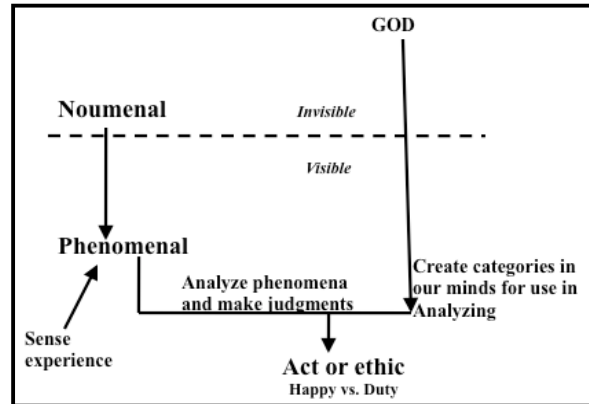 GOD
Noumenal
Invisible
Visible
Phenomenal
Analyze phenomena
and make judgments
Create categories in
our minds for use in
Analyzing
Sense
experience
Act or ethic
Happy vs. Duty